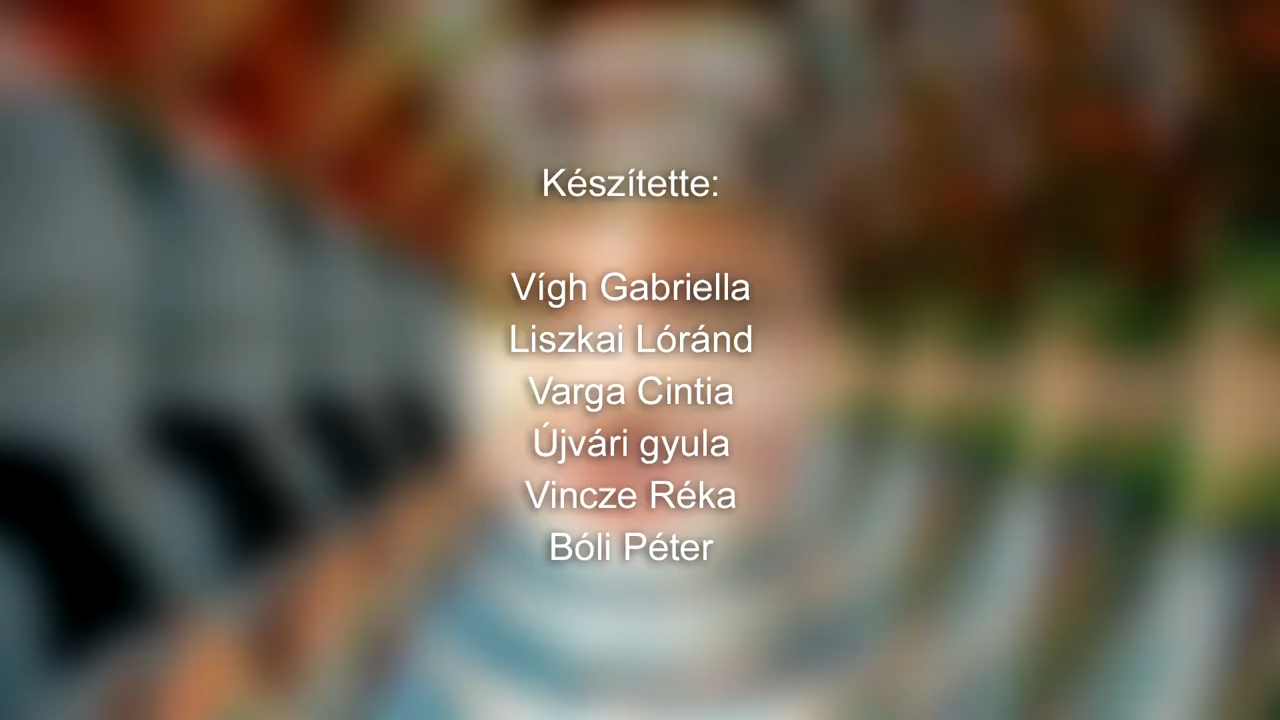 Készítette:
Vígh Gabriella
Liszkai Lóránd
Varga Cintia
Újvári gyula
Vincze Réka
Bóli Péter